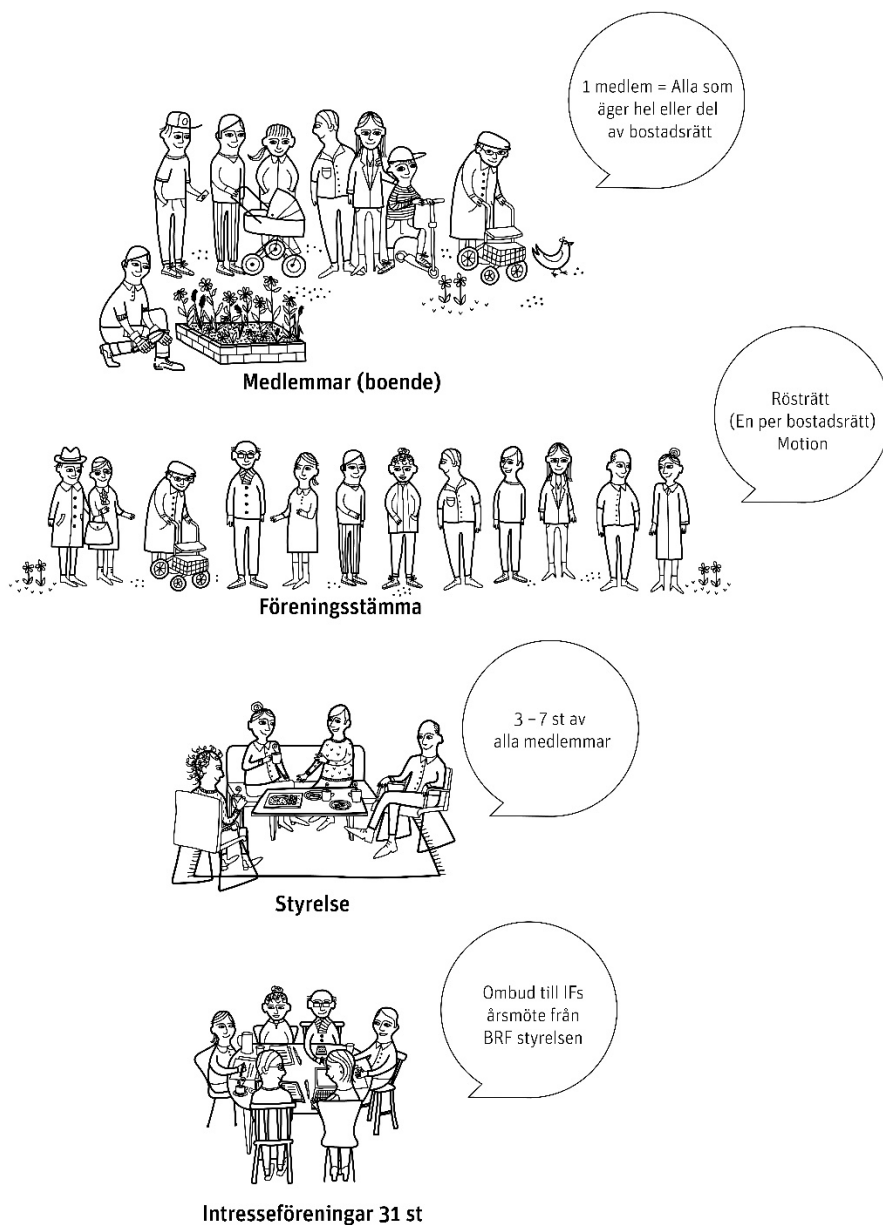 1 medlem = Alla som
äger hel eller del
av bostadsrätt
Medlemmar (boende)
Rösträtt
(En per bostadsrätt)
Motion
Föreningsstämma
3 – 7 st av
alla medlemmar
Styrelse
Ombud till IFs
årsmöte från
BRF styrelsen
Intresseföreningar 31 st